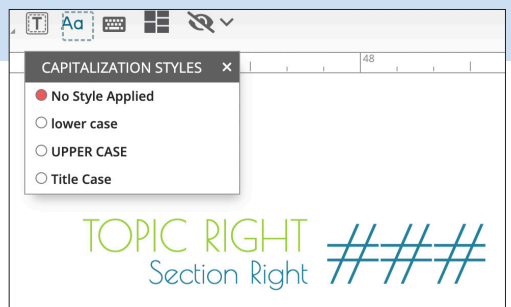 T Aa
48
CAPITALIZATION STYLES ×
No Style Applied
lower case
UPPER CASE
Title Case
TOPIC RIGHT
Section Right
###